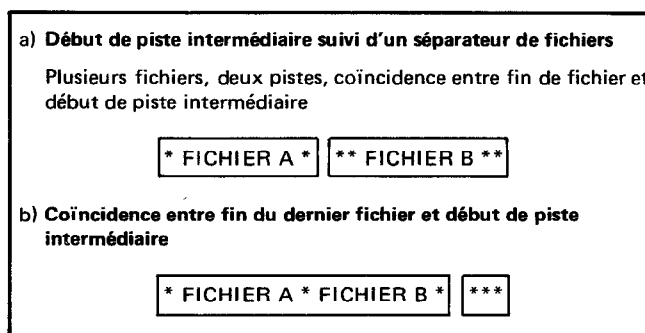 a) Début de piste intermédiaire suivi d'un séparateur de fichiers
Plusieurs fichiers, deux pistes, coïncidence entre fin de fichier et
début de piste intermédiaire
* FICHIER A * ** FICHIER B **
b) Coïncidence entre fin du dernier fichier et début de piste
intermédiaire
* FICHIER A * FICHIER B * ***